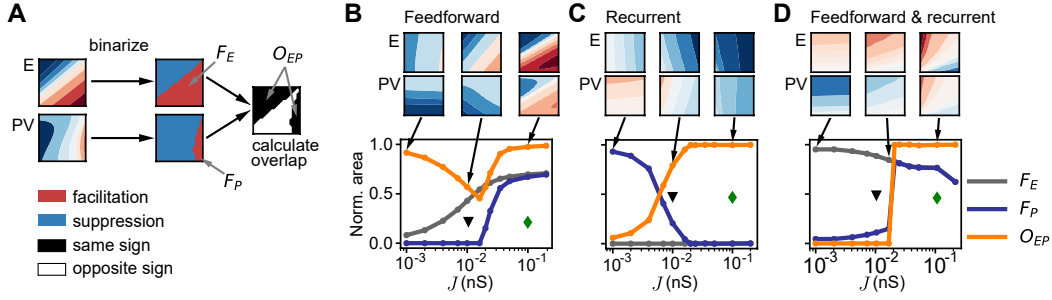 A
binarize
E
F_E
O_EP
PV
F_P
calculate
overlap
facilitation
suppression
same sign
opposite sign
B
Feedforward
E
PV
Norm. area
1.0
0.5
0.0
10^-3
10^-2
10^-1
J (nS)
C
Recurrent
E
PV
10^-3
10^-2
10^-1
J (nS)
D
Feedforward & recurrent
E
PV
10^-3
10^-2
10^-1
J (nS)
F_E
F_P
O_EP